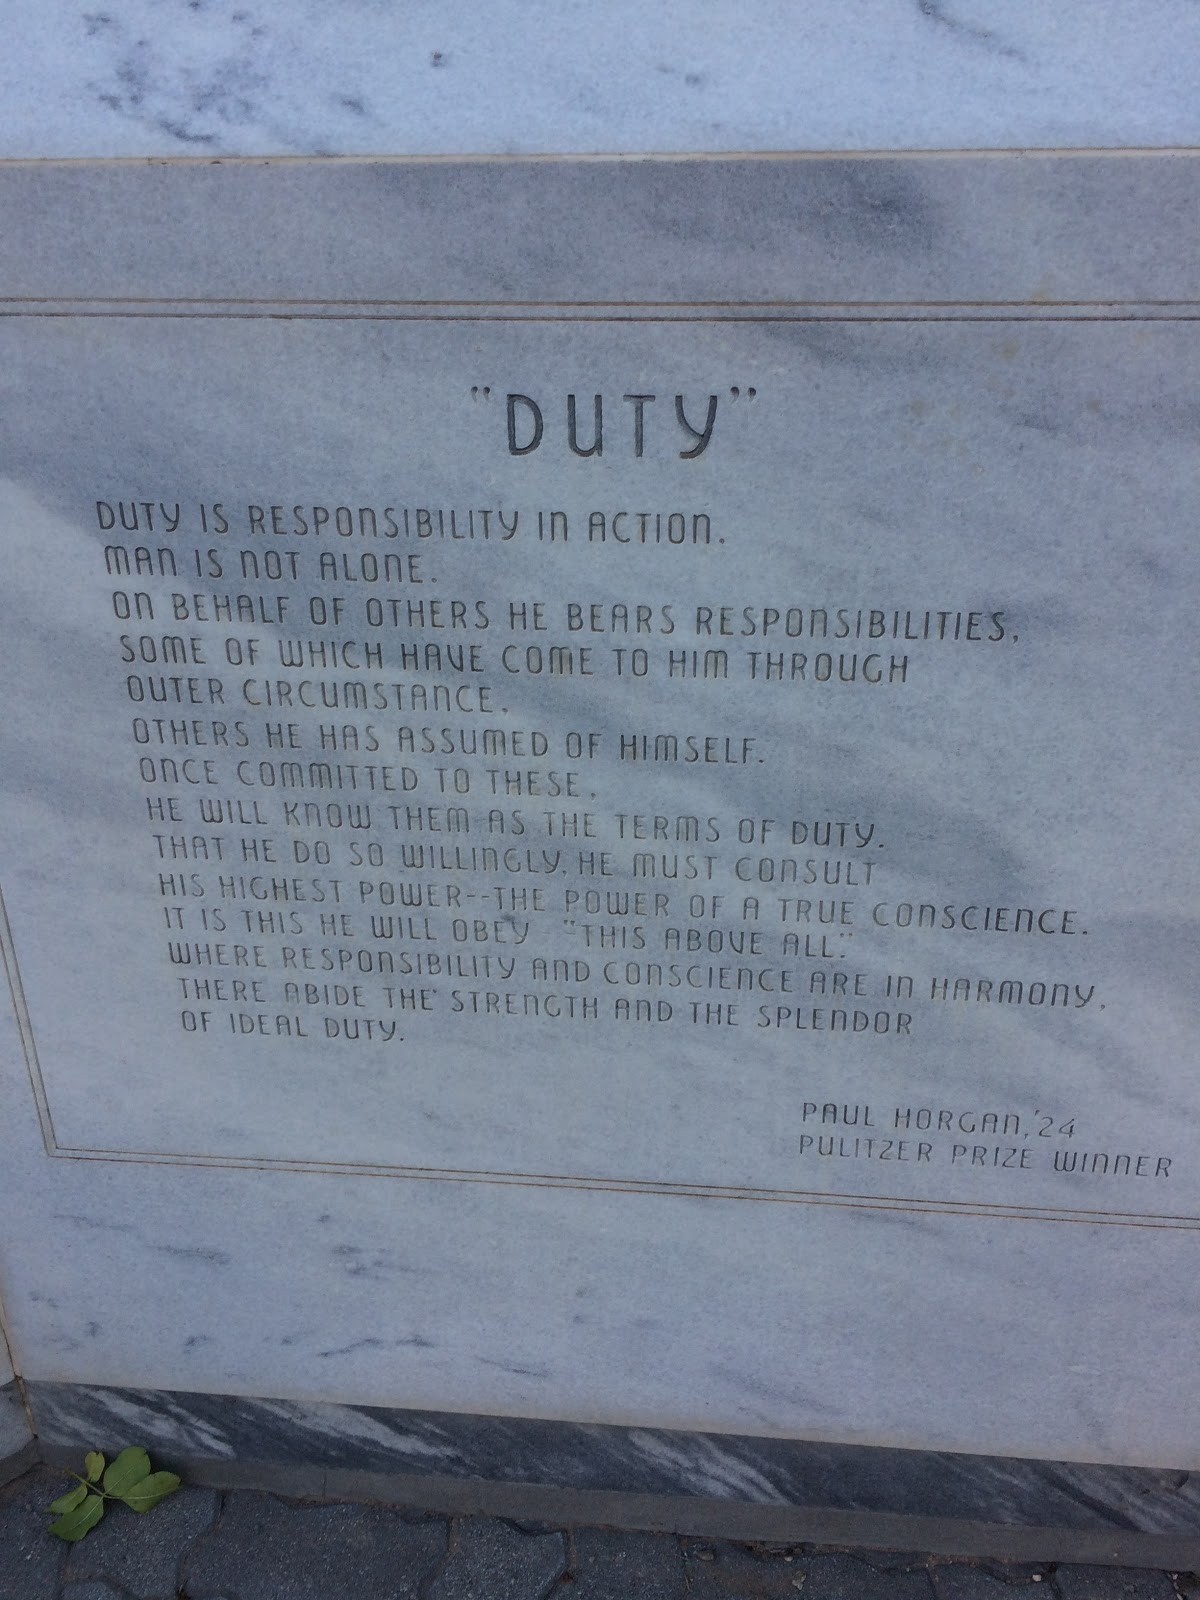 "DUTY"
DUTY IS RESPONSIBILITY IN ACTION.
MAN IS NOT ALONE.
ON BEHALF OF OTHERS HE BEARS RESPONSIBILITIES,
SOME OF WHICH HAVE COME TO HIM THROUGH
OUTER CIRCUMSTANCE,
OTHERS HE HAS ASSUMED OF HIMSELF.
ONCE COMMITTED TO THESE,
HE WILL KNOW THEM AS THE TERMS OF DUTY.
THAT HE DO SO WILLINGLY, HE MUST CONSULT
HIS HIGHEST POWER--THE POWER OF A TRUE CONSCIENCE.
IT IS THIS HE WILL OBEY "THIS ABOVE ALL."
WHERE RESPONSIBILITY AND CONSCIENCE ARE IN HARMONY,
THERE ABIDE THE STRENGTH AND THE SPLENDOR
OF IDEAL DUTY.
PAUL HORGAN, '24
PULITZER PRIZE WINNER